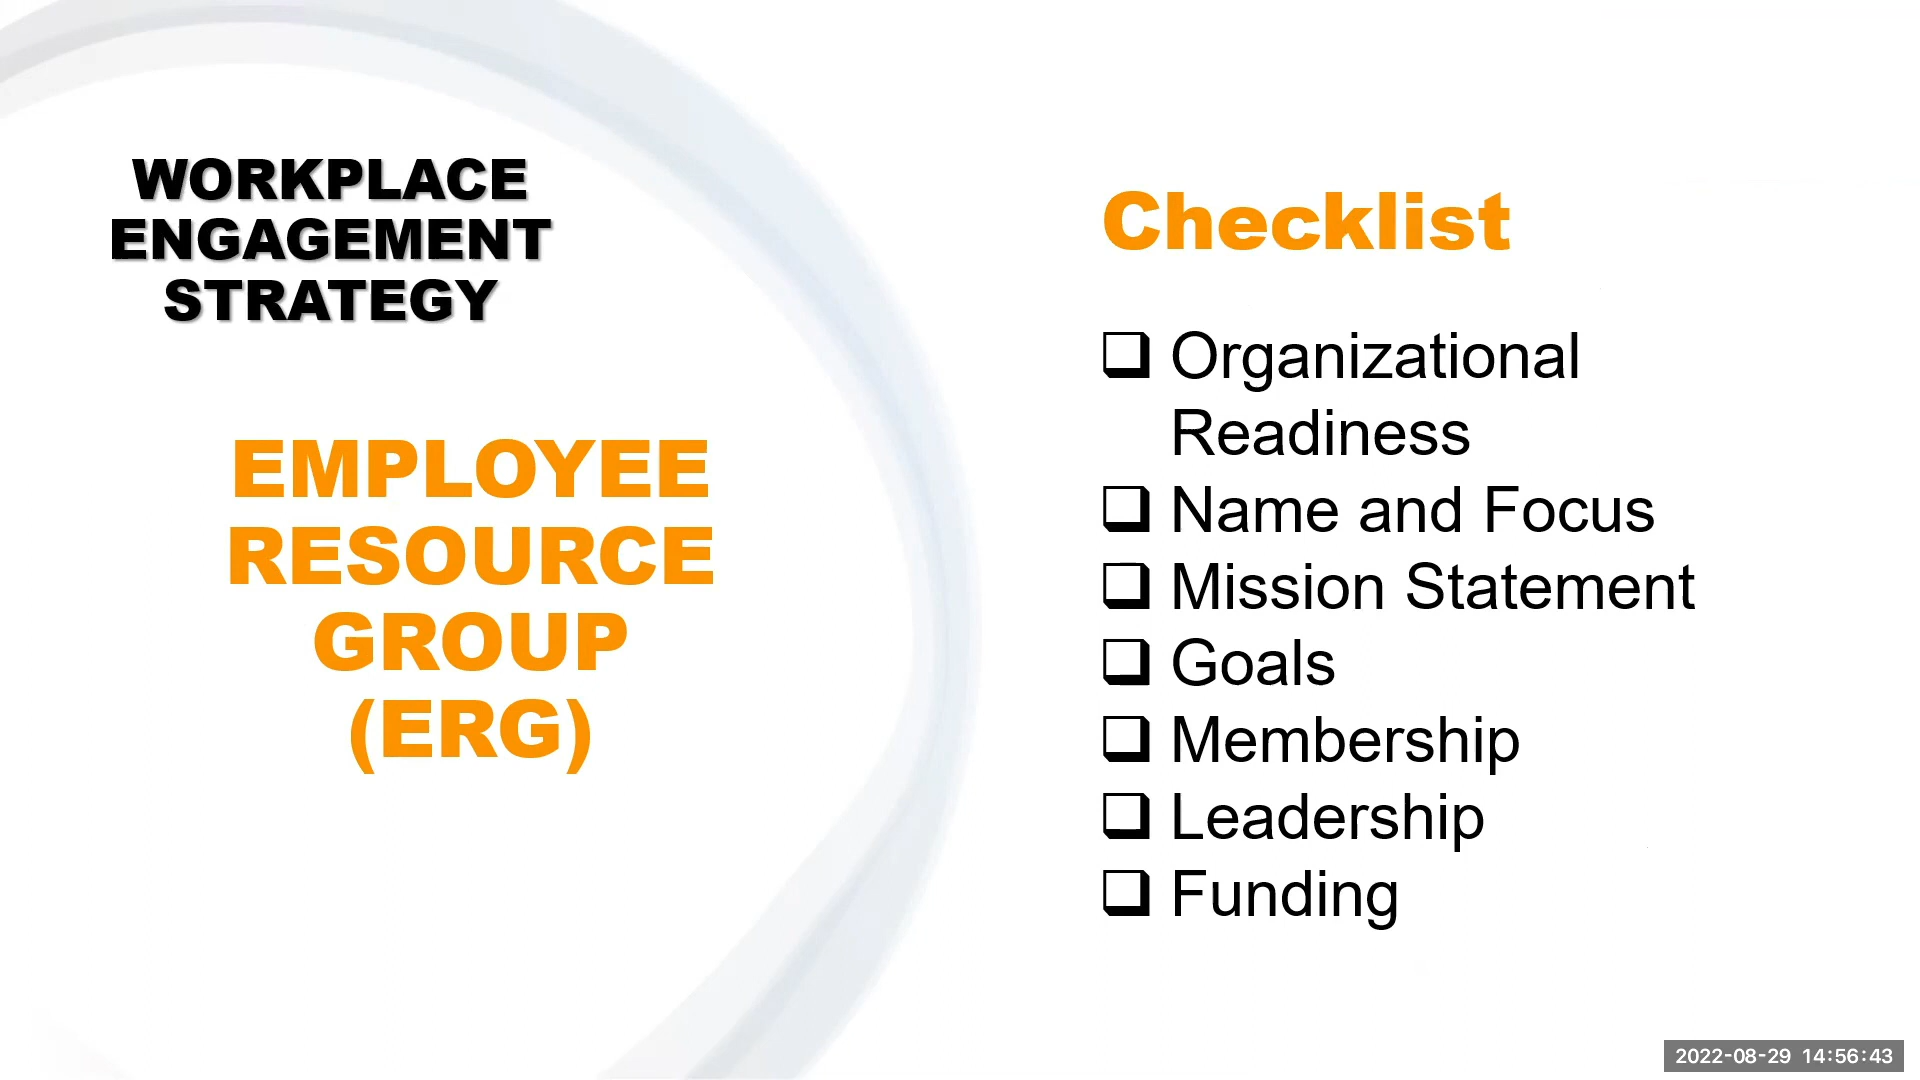 WORKPLACE
ENGAGEMENT
STRATEGY
EMPLOYEE
RESOURCE
GROUP
(ERG)
Checklist
❑ Organizational
Readiness
❑ Name and Focus
❑ Mission Statement
❑ Goals
❑ Membership
❑ Leadership
❑ Funding
2022-08-29 14:56:43